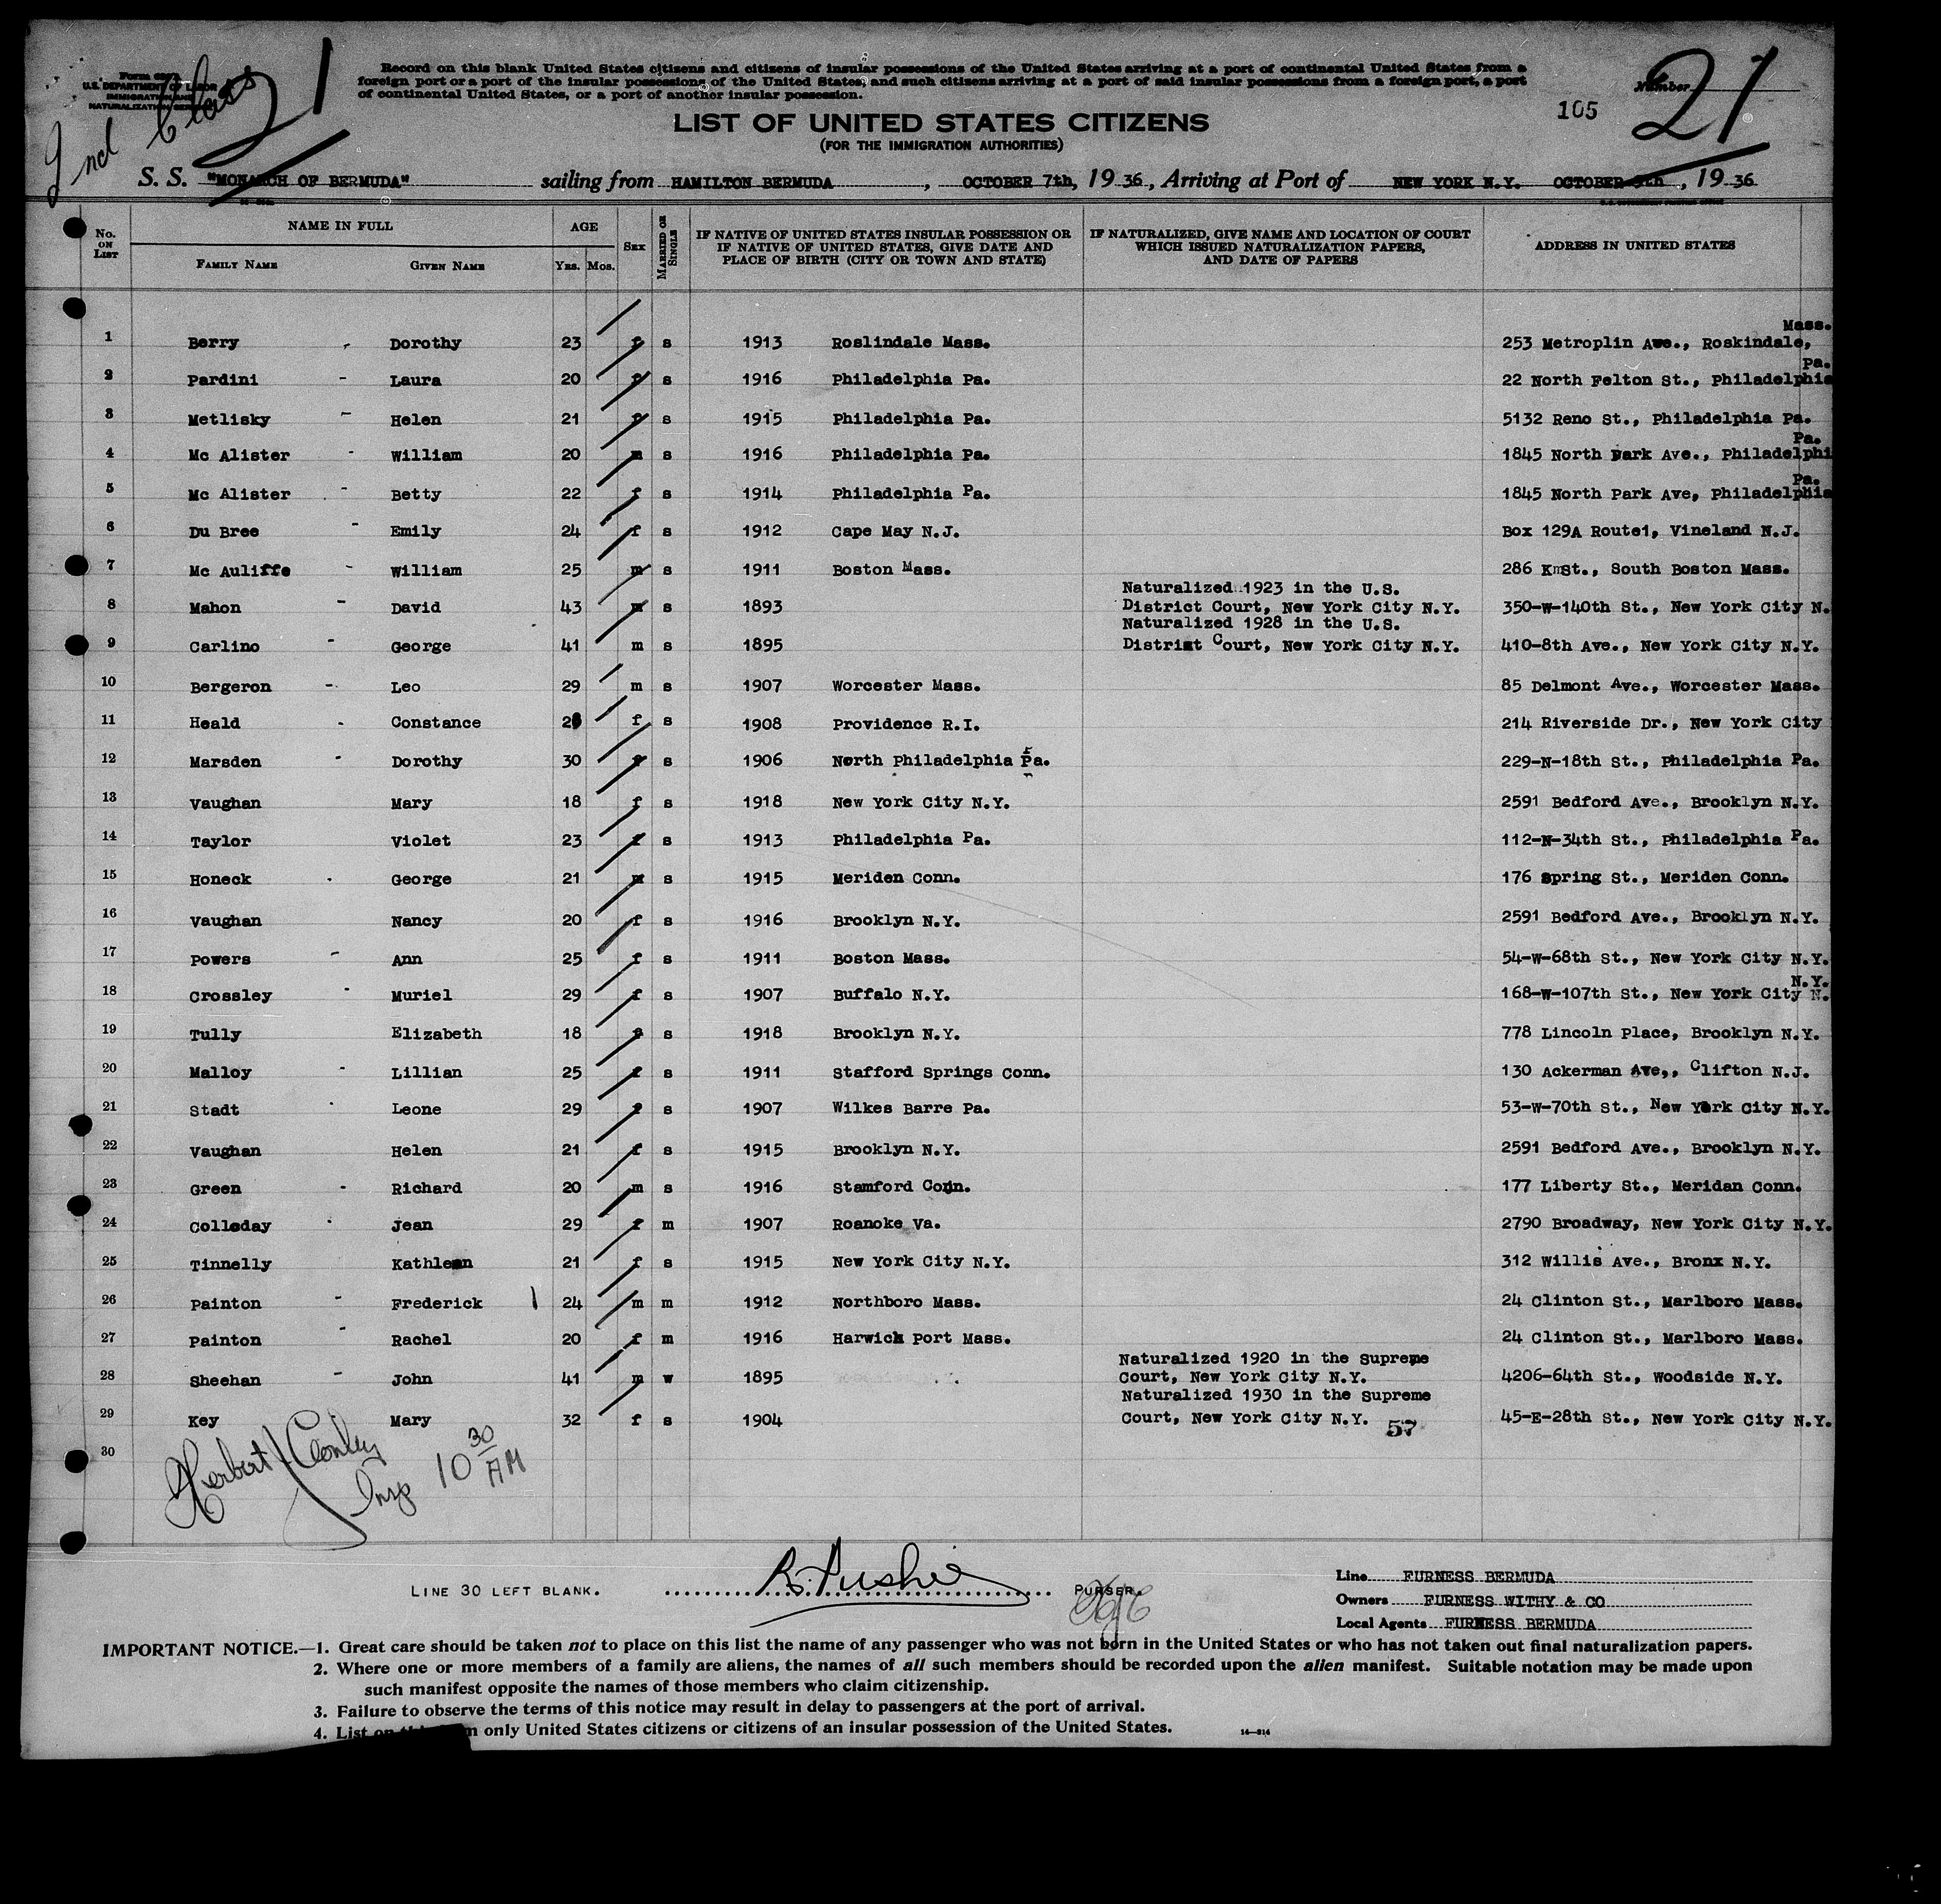 Form 630
U.S. DEPARTMENT OF LABOR
IMMIGRATION AND
NATURALIZATION SERVICE
2nd Class
21
Record on this blank United States citizens and citizens of insular possessions of the United States arriving at a port of continental United States from a
foreign port or a port of the insular possessions of the United States, and such citizens arriving at a port of said insular possessions from a foreign port, a port
of continental United States, or a port of another insular possession.
Number
105
21
LIST OF UNITED STATES CITIZENS
(FOR THE IMMIGRATION AUTHORITIES)
S. S. "MONARCH OF BERMUDA" sailing from HAMILTON BERMUDA, OCTOBER 7th, 1936, Arriving at Port of NEW YORK N.Y. OCTOBER 9th, 1936
No. ON LIST NAME IN FULL AGE SEX MARRIED OR SINGLE IF NATIVE OF UNITED STATES INSULAR POSSESSION OR IF NATIVE OF UNITED STATES, GIVE DATE AND PLACE OF BIRTH (CITY OR TOWN AND STATE) IF NATURALIZED, GIVE NAME AND LOCATION OF COURT WHICH ISSUED NATURALIZATION PAPERS, AND DATE OF PAPERS ADDRESS IN UNITED STATES
FAMILY NAME GIVEN NAME YRS. MOS.
1 Berry - Dorothy 23 f s 1913 Roslindale Mass. 253 Metroplin Ave., Roskindale, Mass.
2 Pardini - Laura 20 f s 1916 Philadelphia Pa. 22 North Felton St., Philadelphia Pa.
3 Metlisky - Helen 21 f s 1915 Philadelphia Pa. 5132 Reno St., Philadelphia Pa.
4 Mc Alister - William 20 m s 1916 Philadelphia Pa. 1845 North Park Ave., Philadelphi Pa.
5 Mc Alister - Betty 22 f s 1914 Philadelphia Pa. 1845 North Park Ave, Philadelphia Pa.
6 Du Bree - Emily 24 f s 1912 Cape May N.J. Box 129A Route1, Vineland N.J.
7 Mc Auliffe - William 25 m s 1911 Boston Mass. 286 KmSt., South Boston Mass.
8 Mahon - David 43 m s 1893 Naturalized 1923 in the U.S. District Court, New York City N.Y. 350-W-140th St., New York City N.
9 Carlino - George 41 m s 1895 Naturalized 1928 in the U.S. District Court, New York City N.Y. 410-8th Ave., New York City N.Y.
10 Bergeron - Leo 29 m s 1907 Worcester Mass. 85 Delmont Ave., Worcester Mass.
11 Heald - Constance 28 f s 1908 Providence R.I. 214 Riverside Dr., New York City
12 Marsden - Dorothy 30 f s 1906 North Philadelphia Pa. 229-N-18th St., Philadelphia Pa.
13 Vaughan Mary 18 f s 1918 New York City N.Y. 2591 Bedford Ave., Brooklyn N.Y.
14 Taylor Violet 23 f s 1913 Philadelphia Pa. 112-N-34th St., Philadelphia Pa.
15 Honeck - George 21 m s 1915 Meriden Conn. 176 Spring St., Meriden Conn.
16 Vaughan Nancy 20 f s 1916 Brooklyn N.Y. 2591 Bedford Ave., Brooklyn N.Y.
17 Powers - Ann 25 f s 1911 Boston Mass. 54-W-68th St., New York City N.Y.
18 Crossley - Muriel 29 f s 1907 Buffalo N.Y. 168-W-107th St., New York City N.Y.
19 Tully Elizabeth 18 f s 1918 Brooklyn N.Y. 778 Lincoln Place, Brooklyn N.Y.
20 Malloy - Lillian 25 f s 1911 Stafford Springs Conn. 130 Ackerman Ave,, Clifton N.J.
21 Stadt - Leone 29 f s 1907 Wilkes Barre Pa. 53-W-70th St., New York City N.Y.
22 Vaughan Helen 21 f s 1915 Brooklyn N.Y. 2591 Bedford Ave., Brooklyn N.Y.
23 Green - Richard 20 m s 1916 Stamford Conn. 177 Liberty St., Meridan Conn.
24 Colleday - Jean 29 f m 1907 Roanoke Va. 2790 Broadway, New York City N.Y.
25 Tinnelly Kathleen 21 f s 1915 New York City N.Y. 312 Willis Ave., Bronx N.Y.
26 Painton - Frederick 24 m m 1912 Northboro Mass. 24 Clinton St., Marlboro Mass.
27 Painton - Rachel 20 f m 1916 Harwich Port Mass. 24 Clinton St., Marlboro Mass.
28 Sheehan - John 41 m w 1895 Naturalized 1920 in the Supreme Court, New York City N.Y. 4206-64th St., Woodside N.Y.
29 Key Mary 32 f s 1904 Naturalized 1930 in the Supreme Court, New York City N.Y. 45-E-28th St., New York City N.Y.
57
30
Herbert Conley
Insp 10 30 AM
LINE 30 LEFT BLANK.
PURSER.
Line FURNESS BERMUDA
Owners FURNESS WITHY & CO
Local Agents FURNESS BERMUDA
IMPORTANT NOTICE.—1. Great care should be taken not to place on this list the name of any passenger who was not born in the United States or who has not taken out final naturalization papers.
2. Where one or more members of a family are aliens, the names of all such members should be recorded upon the alien manifest. Suitable notation may be made upon
such manifest opposite the names of those members who claim citizenship.
3. Failure to observe the terms of this notice may result in delay to passengers at the port of arrival.
4. List on this form only United States citizens or citizens of an insular possession of the United States.
14—814